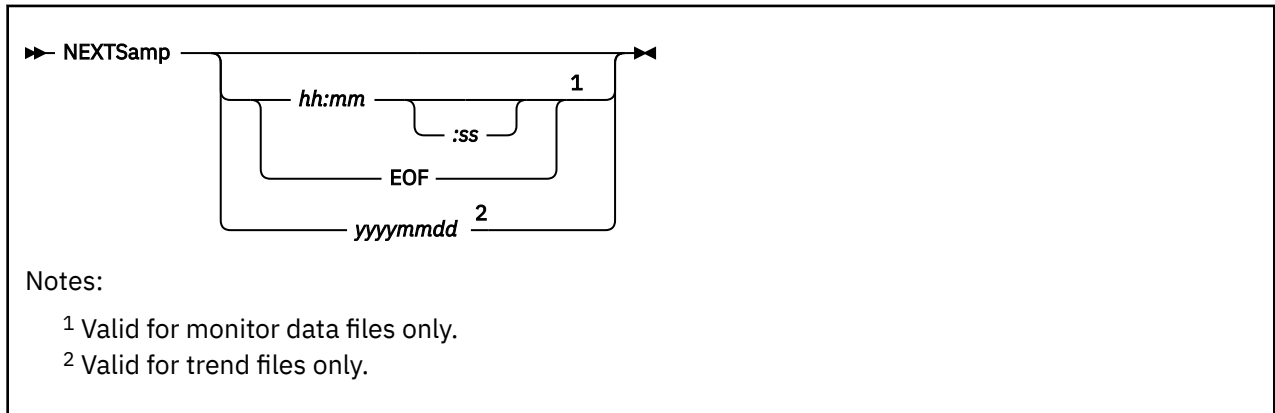 NEXTSamp
hh:mm
:ss
1
EOF
yyyymmdd
2
Notes:
1 Valid for monitor data files only.
2 Valid for trend files only.